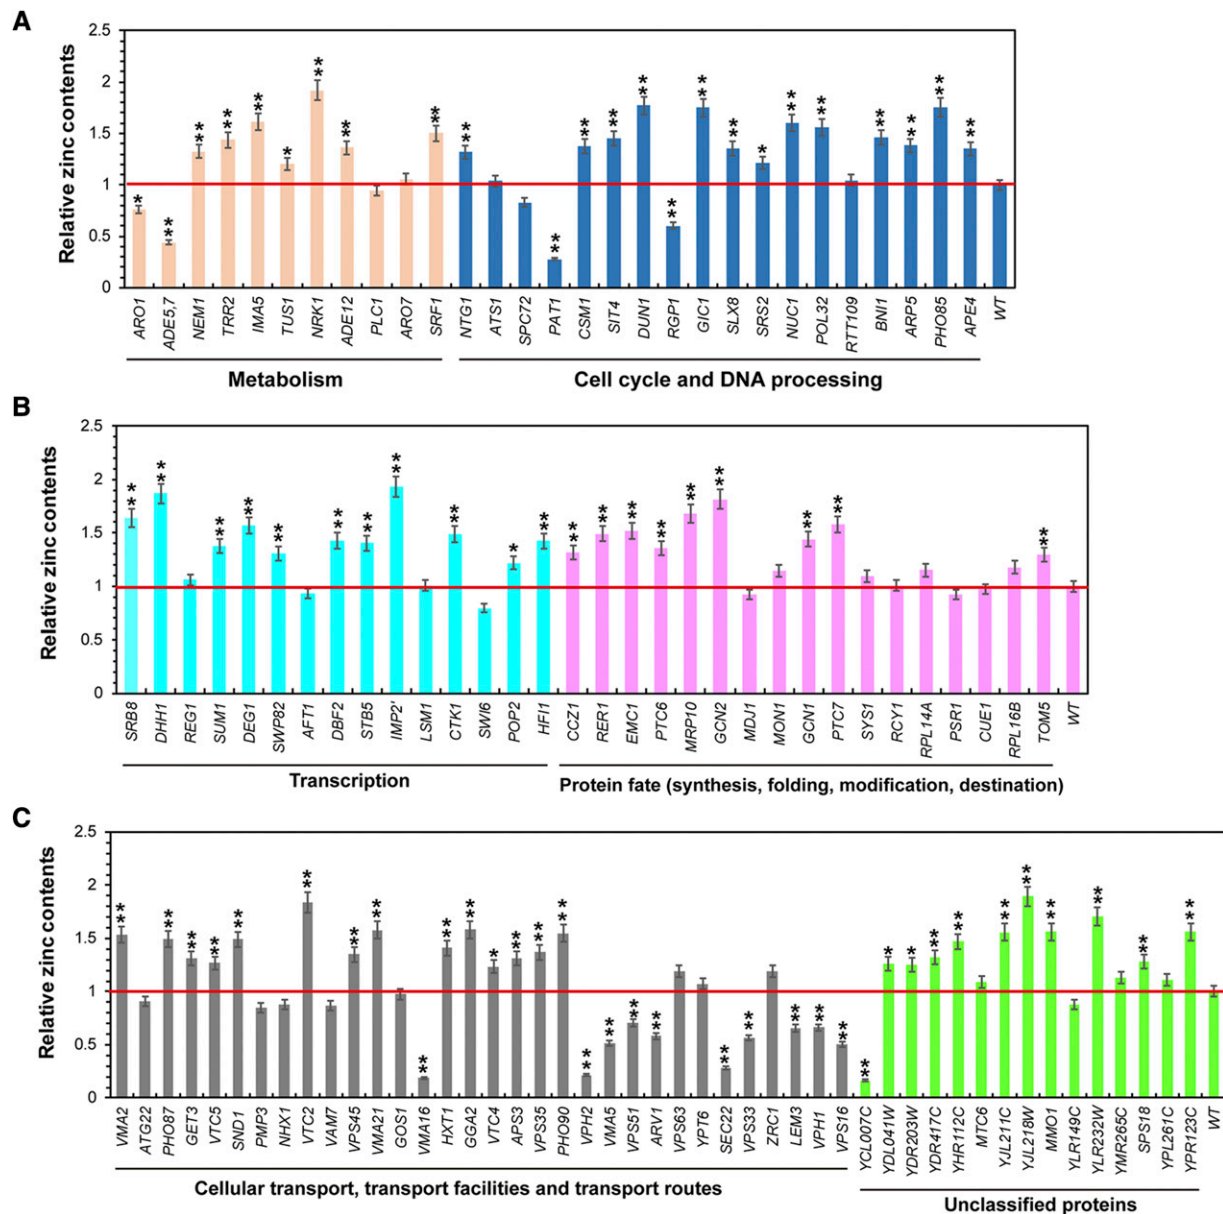 A
Relative zinc contents
2.5
2
1.5
1
0.5
0
** ** ** ** ** * ** ** ** ** ** ** ** ** ** ** ** * ** ** ** ** ** **
ARO1 ADE5,7 NEM1 TRR2 IMA5 TUS1 NRK1 ADE12 PLC1 ARO7 SRF1 NTG1 ATS1 SPC72 PAT1 CSM1 SIT4 DUN1 RGP1 GIC1 SLX8 SRS2 NUC1 POL32 RTT109 BNI1 ARP5 PHO85 APE4 WT
Metabolism Cell cycle and DNA processing
B
Relative zinc contents
2.5
2
1.5
1
0.5
0
SRB8 DHH1 REG1 SUM1 DEG1 SWP82 AFT1 DBF2 STB5 IMP2' LSM1 CTK1 SWI6 POP2 HFI1 CCZ1 RER1 EMC1 PTC6 MRP10 GCN2 MDJ1 MON1 GCN1 PTC7 SYS1 RCY1 RPL14A PSR1 CUE1 RPL16B TOM5 WT
Transcription Protein fate (synthesis, folding, modification, destination)
C
Relative zinc contents
2.5
2
1.5
1
0.5
0
VMA2 ATG22 PHO87 GET3 VTC5 SND1 PMP3 NHX1 VTC2 VAM7 VPS45 VMA21 GOS1 VMA16 HXT1 GGA2 VTC4 APS3 VPS35 PHO90 VPH2 VMA5 VPS51 ARV1 VPS63 YPT6 SEC22 VPS33 ZRC1 LEM3 VPH1 VPS16 YCL007C YDL041W YDR203W YDR417C YHR112C MTC6 YJL211C YJL218W MMO1 YLR149C YLR232W YMR265C SPS18 YPL261C YPR123C WT
Cellular transport, transport facilities and transport routes Unclassified proteins